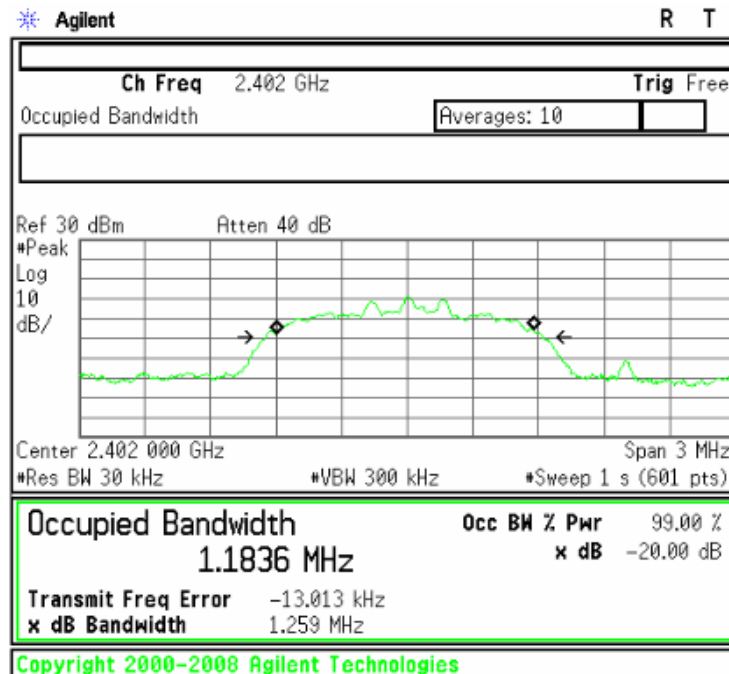 Agilent R T
Ch Freq 2.402 GHz Trig Free
Occupied Bandwidth Averages: 10
Ref 30 dBm Atten 40 dB
#Peak
Log
10
dB/
Center 2.402 000 GHz Span 3 MHz
#Res BW 30 kHz #VBW 300 kHz #Sweep 1 s (601 pts)
Occupied Bandwidth Occ BW % Pwr 99.00 %
1.1836 MHz x dB -20.00 dB
Transmit Freq Error -13.013 kHz
x dB Bandwidth 1.259 MHz
Copyright 2000-2008 Agilent Technologies